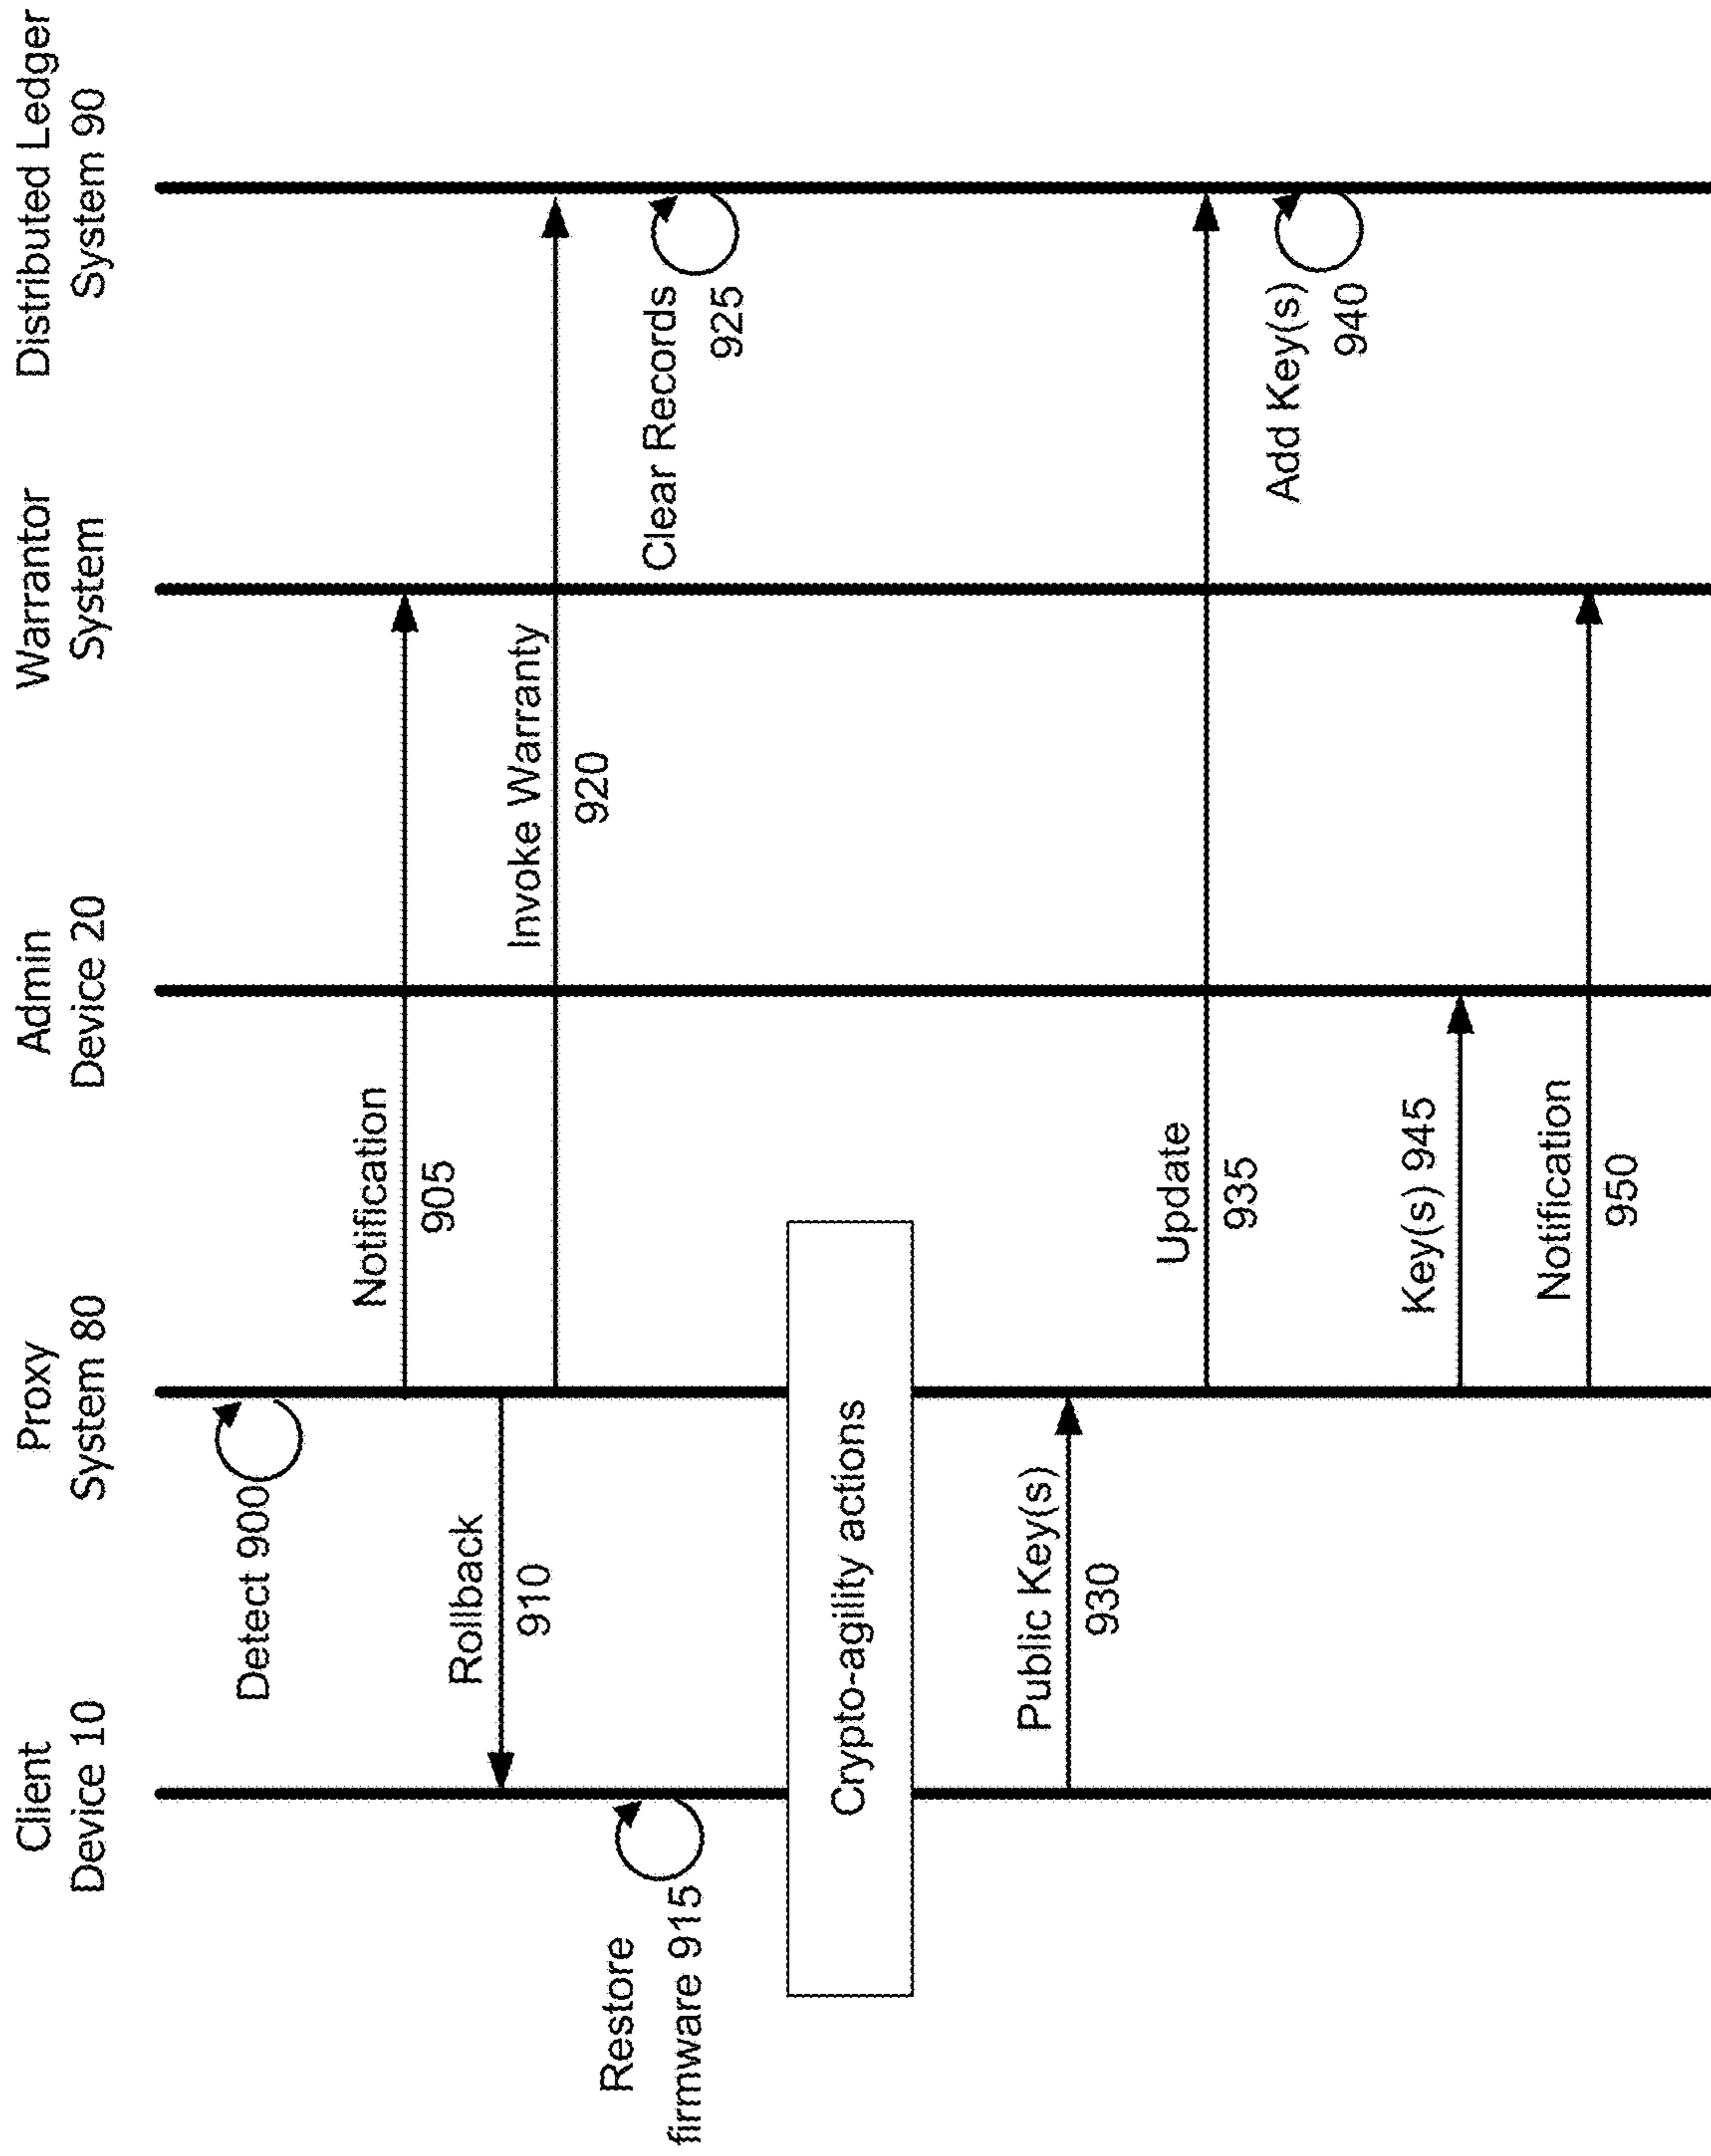 Client
Device 10
Proxy
System 80
Admin
Device 20
Warrantor
System
Distributed Ledger
System 90
Detect 900
Notification
905
Rollback
910
Invoke Warranty
920
Restore
firmware 915
Clear Records
925
Crypto-agility actions
Public Key(s)
930
Update
935
Add Key(s)
940
Key(s) 945
Notification
950